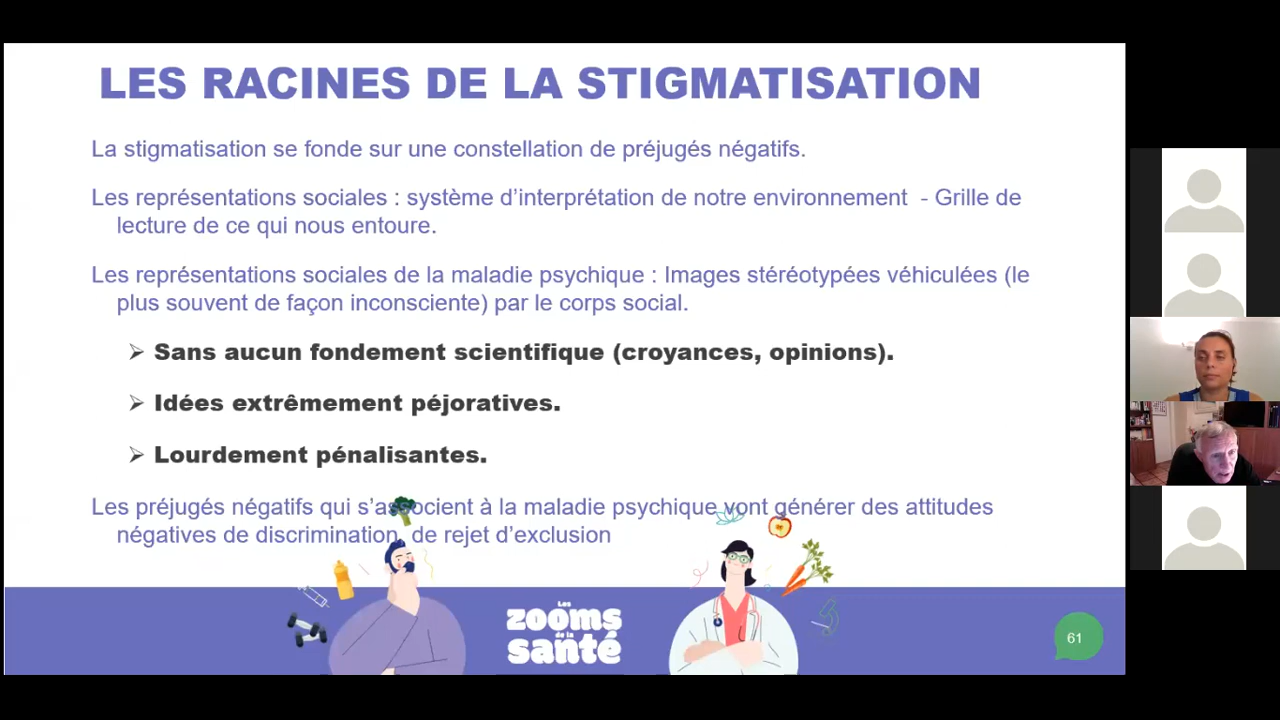 LES RACINES DE LA STIGMATISATION
La stigmatisation se fonde sur une constellation de préjugés négatifs.
Les représentations sociales : système d’interprétation de notre environnement - Grille de
lecture de ce qui nous entoure.
Les représentations sociales de la maladie psychique : Images stéréotypées véhiculées (le
plus souvent de façon inconsciente) par le corps social.
➢ Sans aucun fondement scientifique (croyances, opinions).
➢ Idées extrêmement péjoratives.
➢ Lourdement pénalisantes.
Les préjugés négatifs qui s’associent à la maladie psychique vont générer des attitudes
négatives de discrimination, de rejet d’exclusion
Les
zooms
de la
santé
61